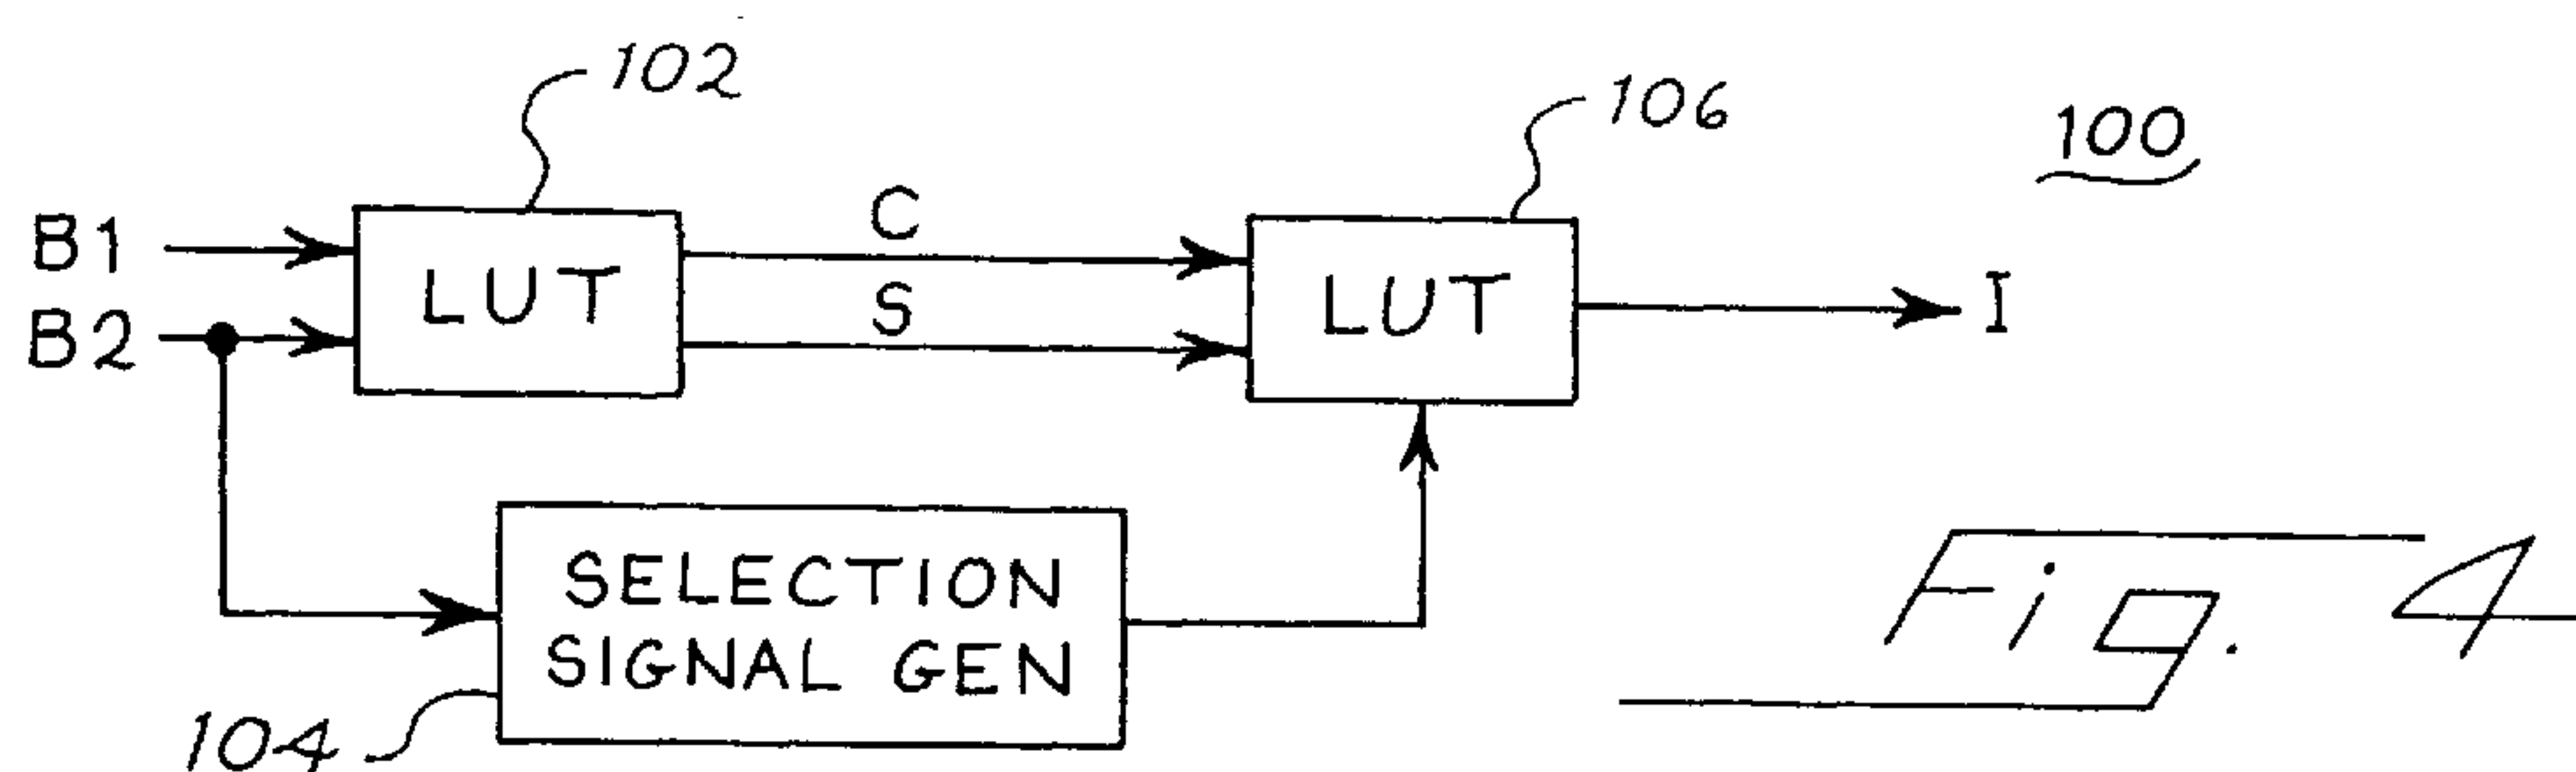 102
106
100
B1
LUT
C
LUT
I
B2
S
SELECTION
SIGNAL GEN
104
Fig. 4